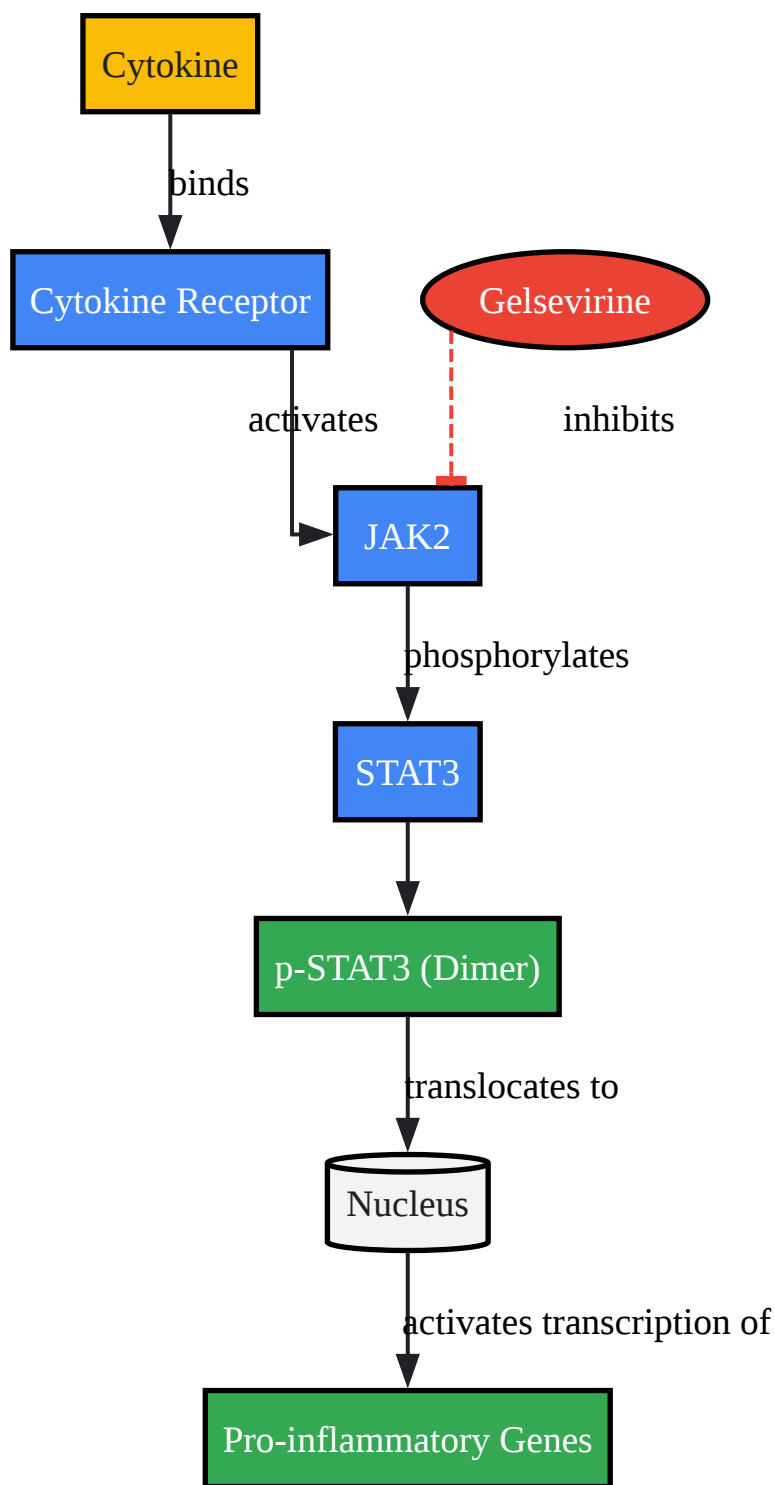 Cytokine
binds
Cytokine Receptor
Gelsevirine
activates
inhibits
JAK2
phosphorylates
STAT3
p-STAT3 (Dimer)
translocates to
Nucleus
activates transcription of
Pro-inflammatory Genes